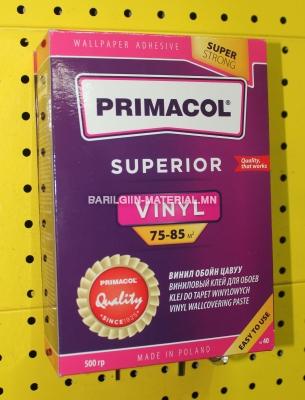 WALLPAPER ADHESIVE
SUPER
STRONG
PRIMACOL®
SUPERIOR
Quality,
that works
BARILGIIN-MATERIAL.MN
VINYL
75-85 м²
PRIMACOL
Quality
SINCE 1929
ВИНИЛ ОБОЙН ЦАВУУ
ВИНИЛОВЫЙ КЛЕЙ ДЛЯ ОБОЕВ
KLEJ DO TAPET WINYLOWYCH
VINYL WALLCOVERING PASTE
EASY TO USE
500 гр
MADE IN POLAND